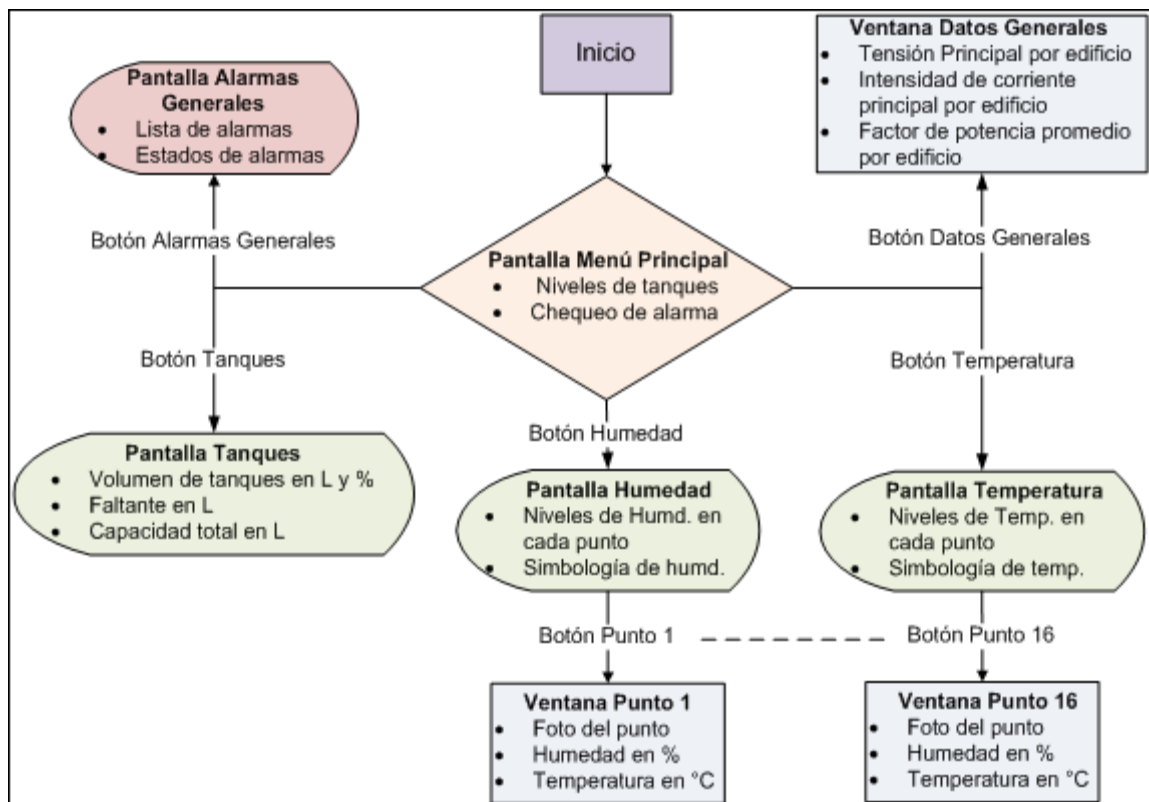 Inicio
Pantalla Alarmas
Generales
• Lista de alarmas
• Estados de alarmas
Ventana Datos Generales
• Tensión Principal por edificio
• Intensidad de corriente
principal por edificio
• Factor de potencia promedio
por edificio
Botón Alarmas Generales
Botón Datos Generales
Pantalla Menú Principal
• Niveles de tanques
• Chequeo de alarma
Botón Tanques
Botón Temperatura
Botón Humedad
Pantalla Tanques
• Volumen de tanques en L y %
• Faltante en L
• Capacidad total en L
Pantalla Humedad
• Niveles de Humd. en
cada punto
• Simbología de humd.
Pantalla Temperatura
• Niveles de Temp. en
cada punto
• Simbología de temp.
Botón Punto 1
Botón Punto 16
Ventana Punto 1
• Foto del punto
• Humedad en %
• Temperatura en °C
Ventana Punto 16
• Foto del punto
• Humedad en %
• Temperatura en °C